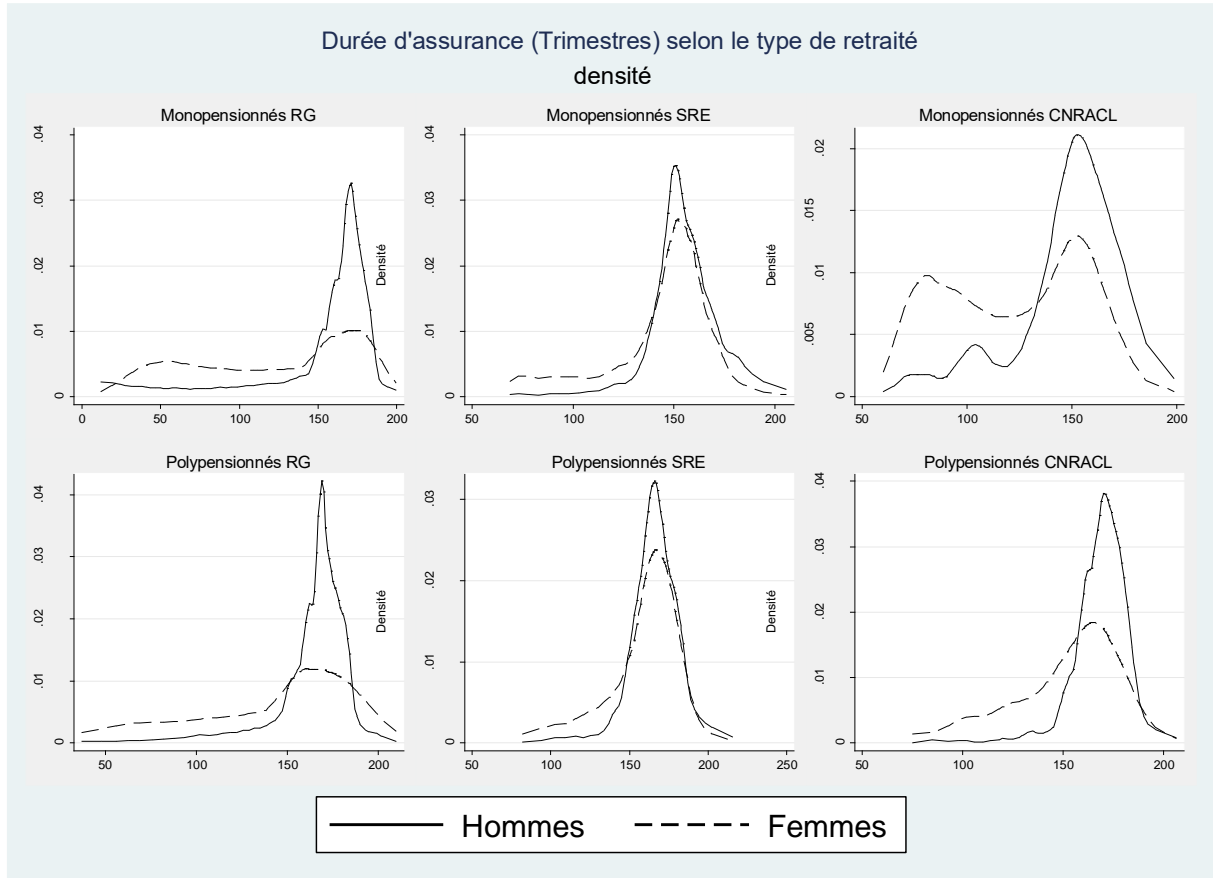 Durée d'assurance (Trimestres) selon le type de retraité
densité
Monopensionnés RG
.04
.03
.02
.01
0
0 50 100 150 200
Monopensionnés SRE
Densité
.04
.03
.02
.01
0
50 100 150 200
Monopensionnés CNRACL
Densité
.02
.015
.01
.005
0
50 100 150 200
Polypensionnés RG
.04
.03
.02
.01
0
50 100 150 200
Polypensionnés SRE
Densité
.03
.02
.01
0
50 100 150 200 250
Polypensionnés CNRACL
Densité
.04
.03
.02
.01
0
50 100 150 200
Hommes Femmes